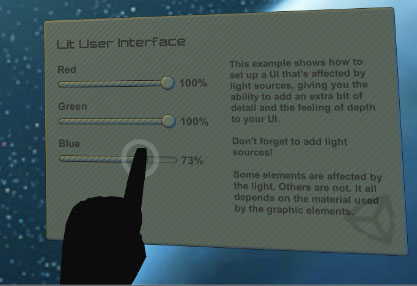 Lit User Interface
Red
100%
Green
100%
Blue
73%
This example shows how to
set up a UI that's affected by
light sources, giving you the
ability to add an extra bit of
detail and the feeling of depth
to your UI.
Don't forget to add light
sources!
Some elements are affected by
the light. Others are not. It all
depends on the material used
by the graphic elements.